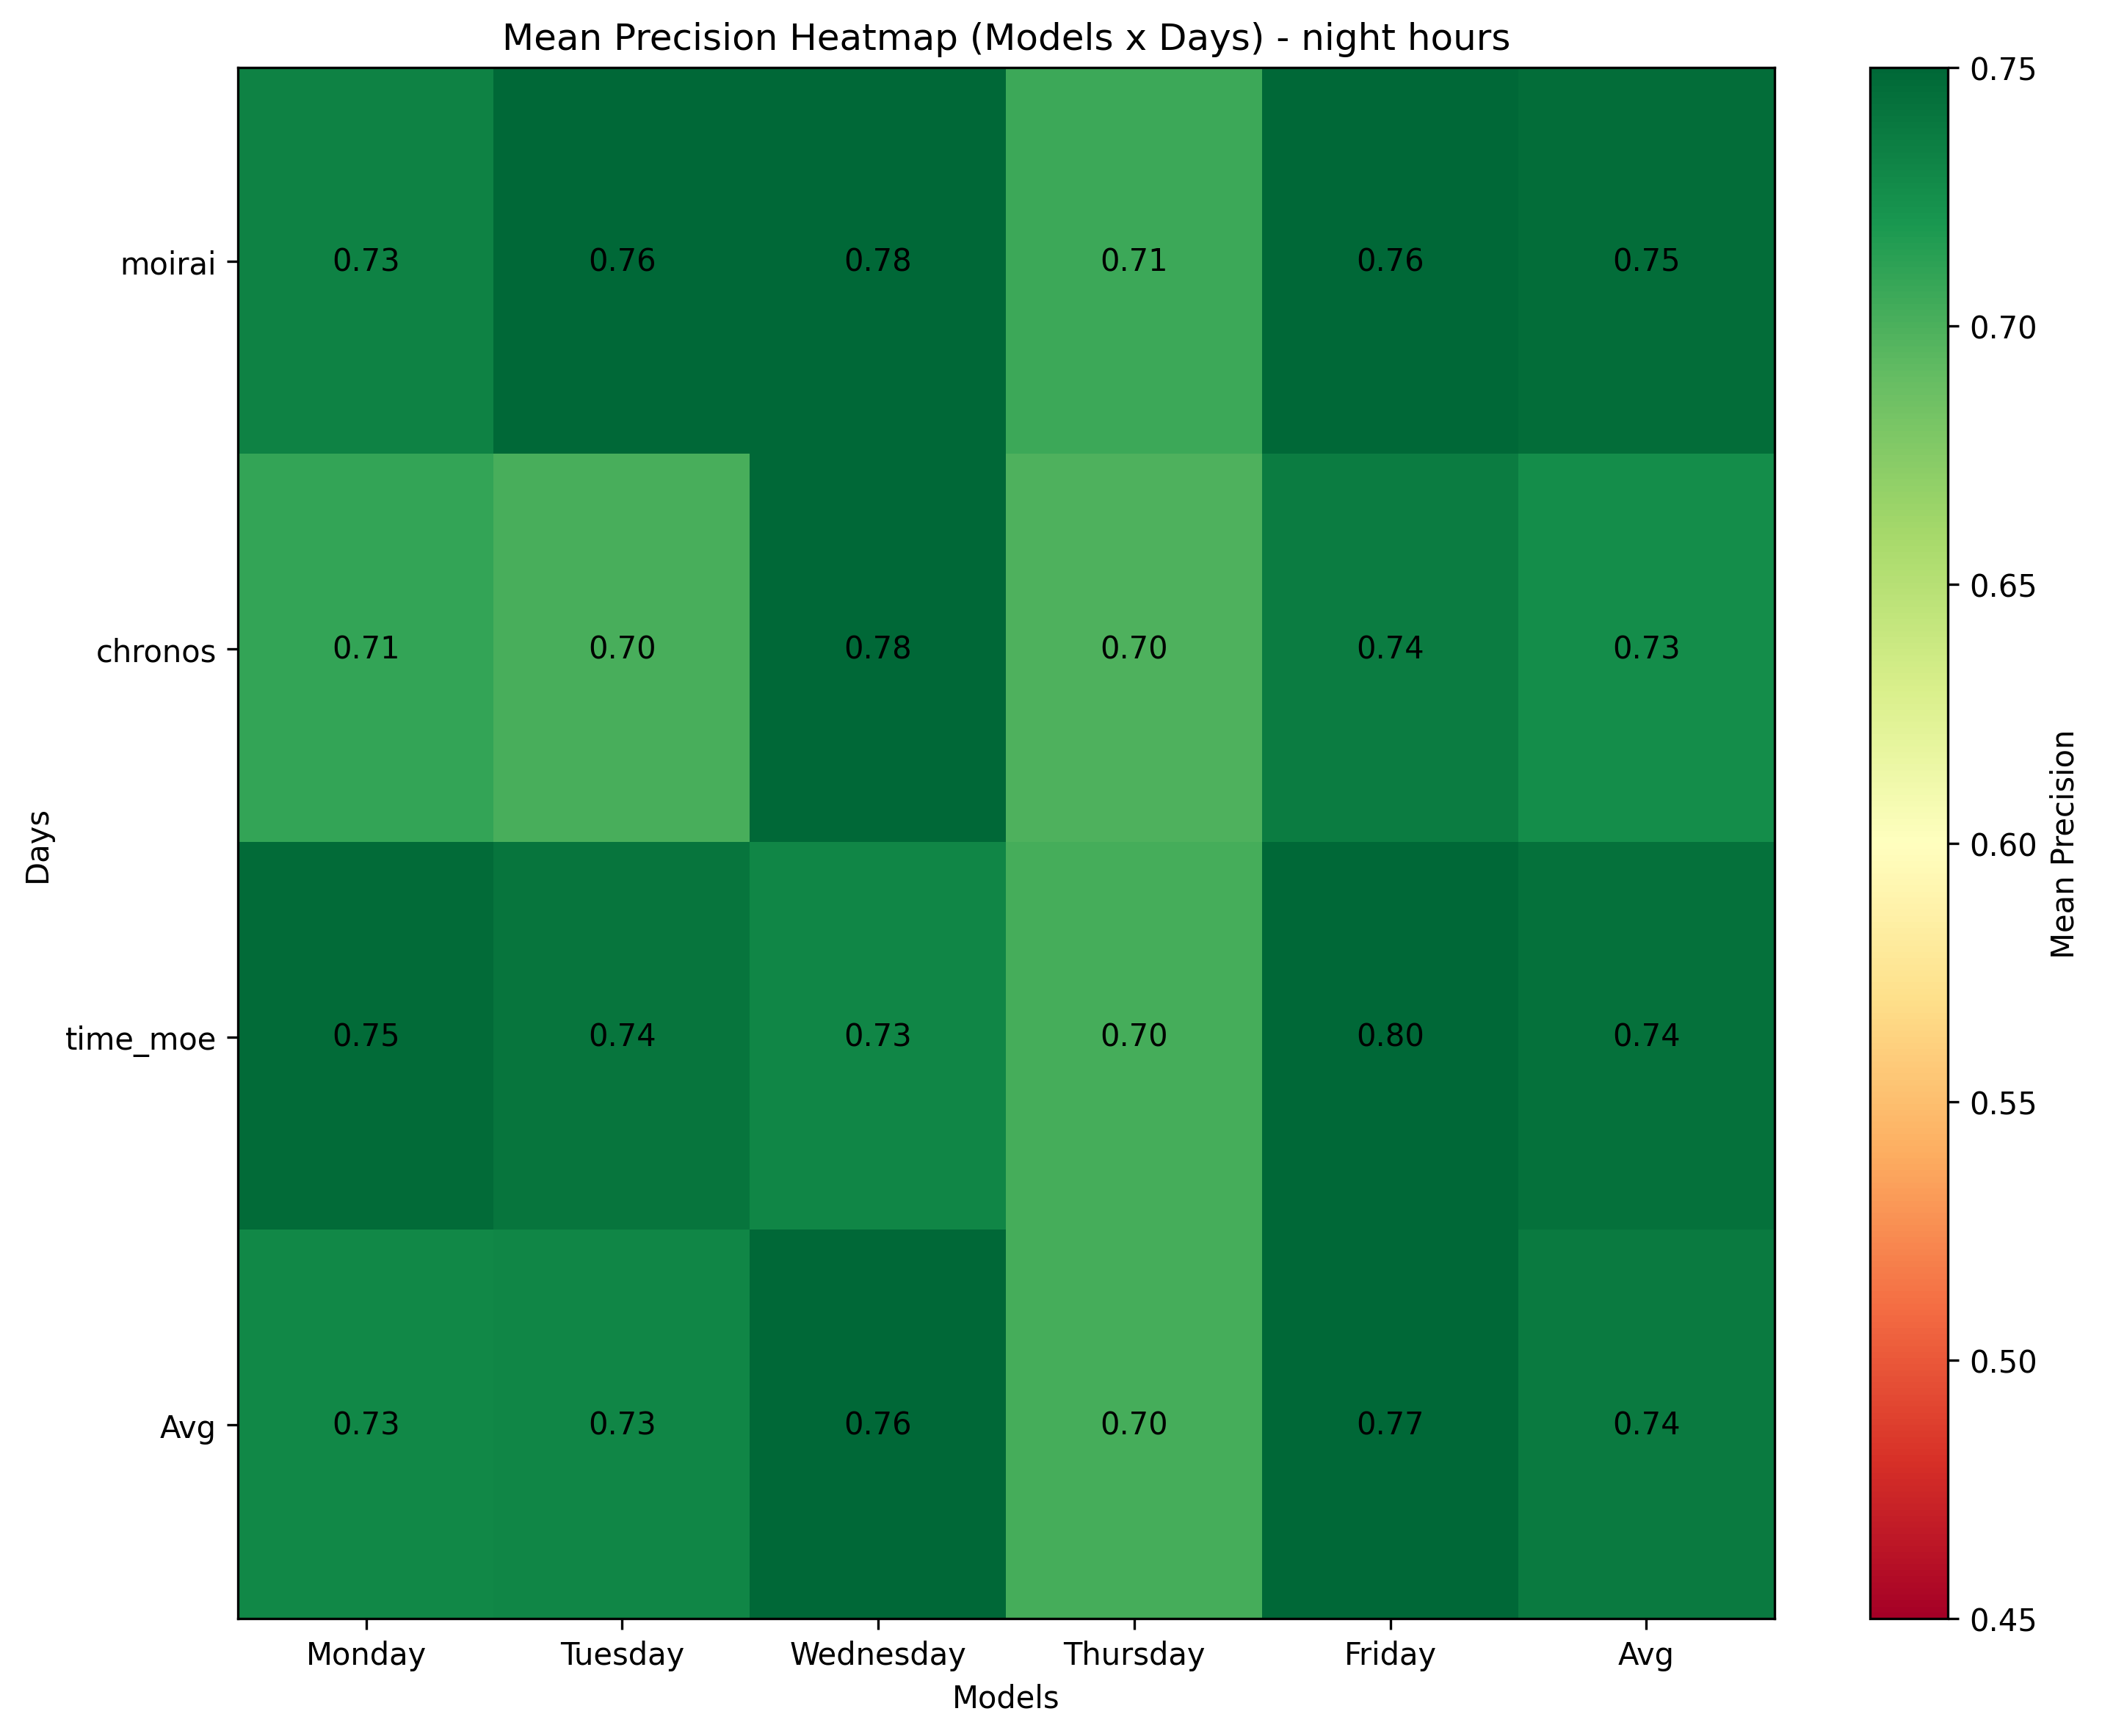 Mean Precision Heatmap (Models x Days) - night hours
moirai 0.73 0.76 0.78 0.71 0.76 0.75
chronos 0.71 0.70 0.78 0.70 0.74 0.73
time_moe 0.75 0.74 0.73 0.70 0.80 0.74
Avg 0.73 0.73 0.76 0.70 0.77 0.74
Monday Tuesday Wednesday Thursday Friday Avg
Models
Days
0.75
0.70
0.65
0.60
0.55
0.50
0.45
Mean Precision